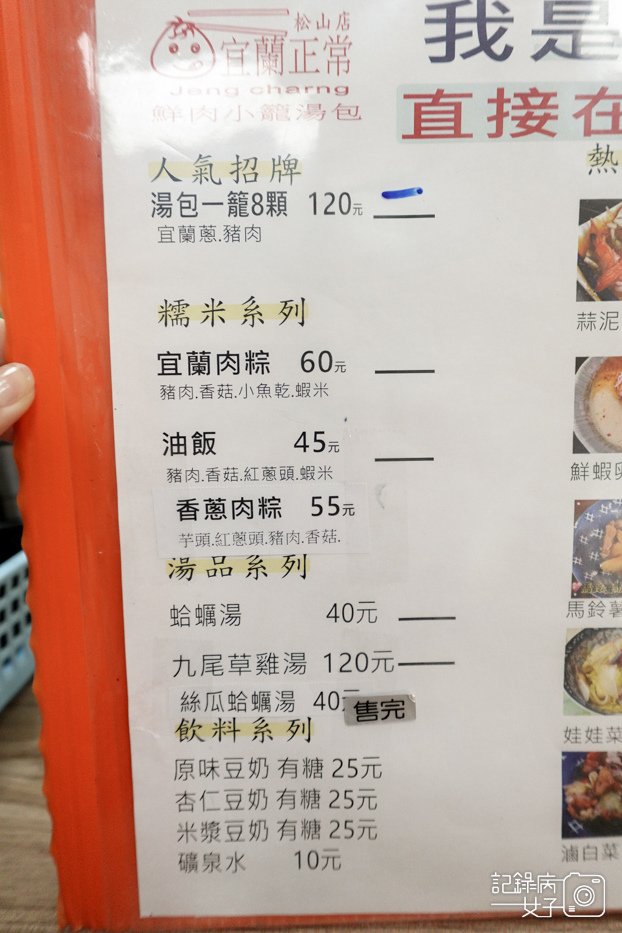 松山店
宜蘭正常
Jeng charng
鮮肉小籠湯包
我是
直接在
人氣招牌
湯包一籠8顆 120元
宜蘭蔥.豬肉
糯米系列
宜蘭肉粽 60元
豬肉.香菇.小魚乾.蝦米
油飯 45元
豬肉.香菇.紅蔥頭.蝦米
香蔥肉粽 55元
芋頭.紅蔥頭.豬肉.香菇.
湯品系列
蛤蠣湯 40元
九尾草雞湯 120元
絲瓜蛤蠣湯 40
售完
飲料系列
原味豆奶 有糖 25元
杏仁豆奶 有糖 25元
米漿豆奶 有糖 25元
礦泉水 10元
熱
蒜泥
鮮蝦
馬鈴薯
娃娃菜
滷白菜
記錄病
女子